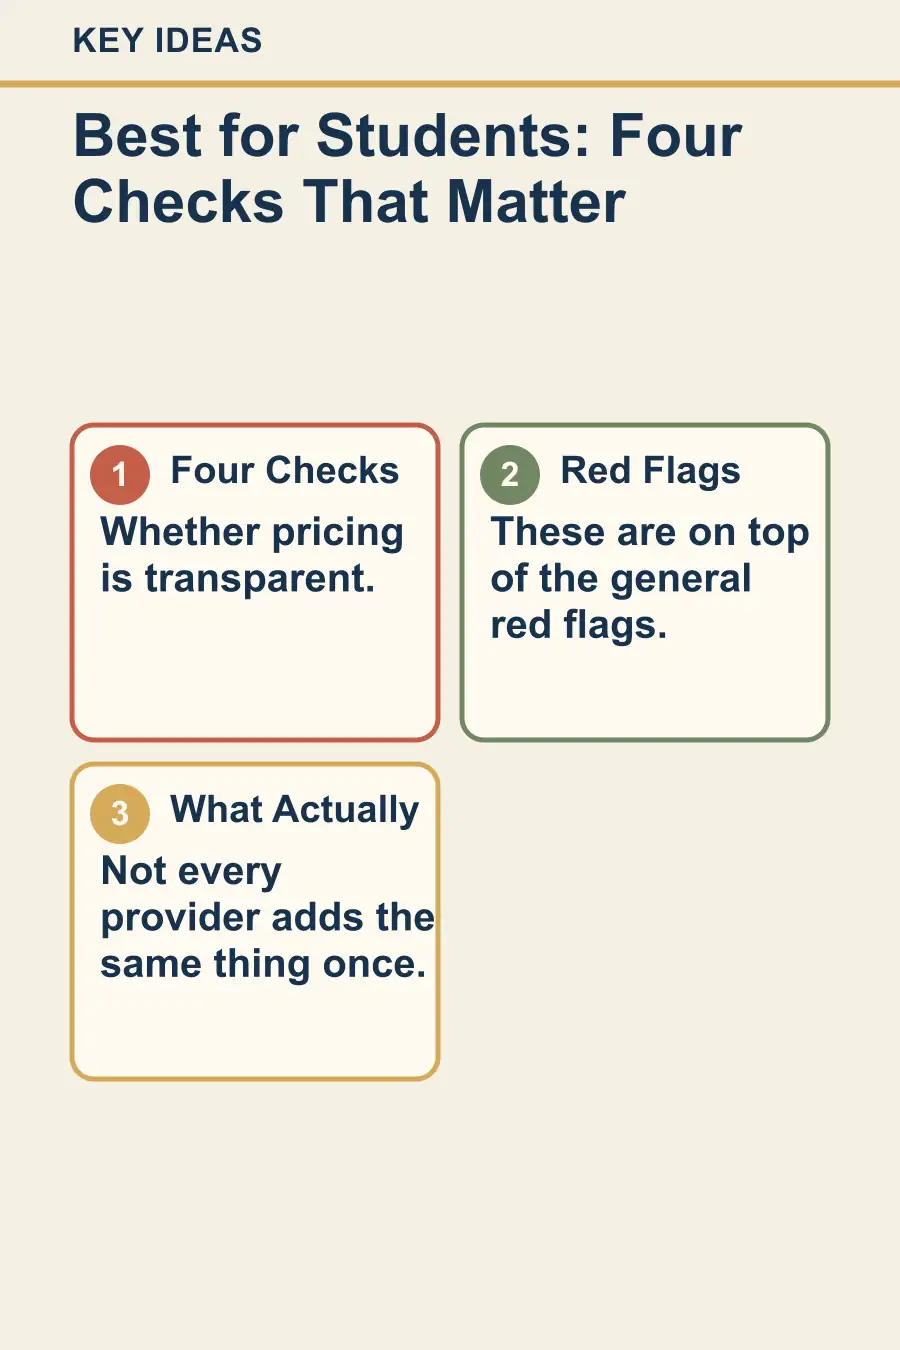 KEY IDEAS
Best for Students: Four
Checks That Matter
1 Four Checks
Whether pricing
is transparent.
2 Red Flags
These are on top
of the general
red flags.
3 What Actually
Not every
provider adds the
same thing once.